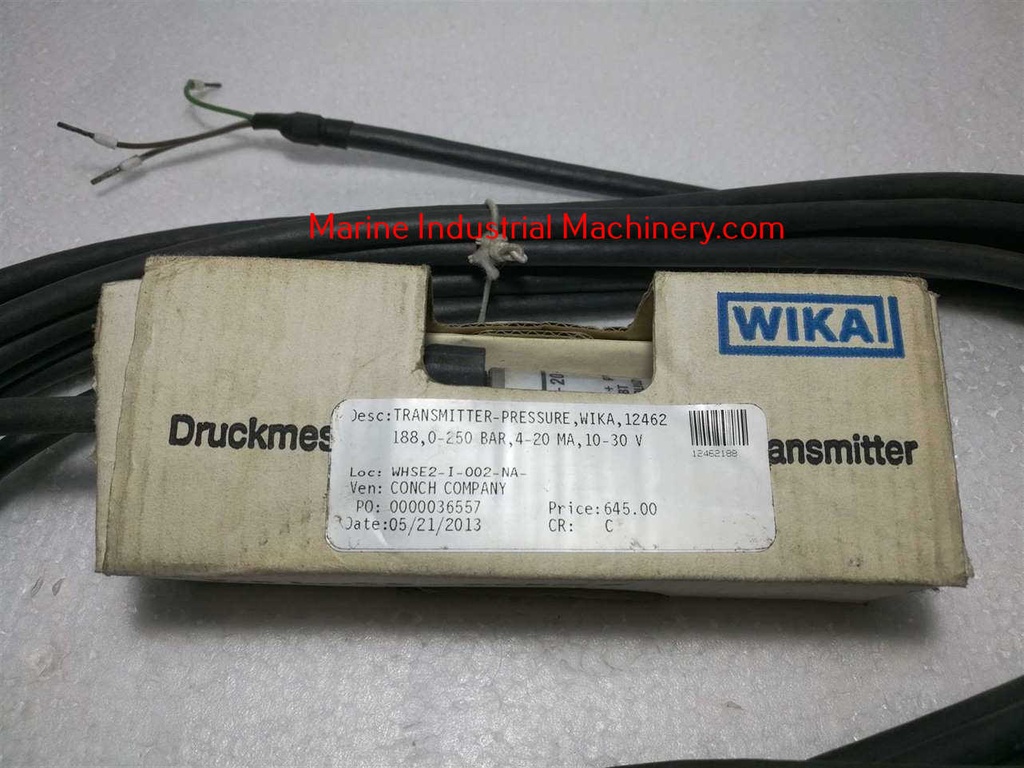 Marine Industrial Machinery.com
WIKA
Druckmes
ansmitter
Desc:TRANSMITTER-PRESSURE,WIKA,12462
188,0-250 BAR,4-20 MA,10-30 V
12462188
Loc: WHSE2-I-002-NA-
Ven: CONCH COMPANY
PO: 0000036557 Price:645.00
Date:05/21/2013 CR: C